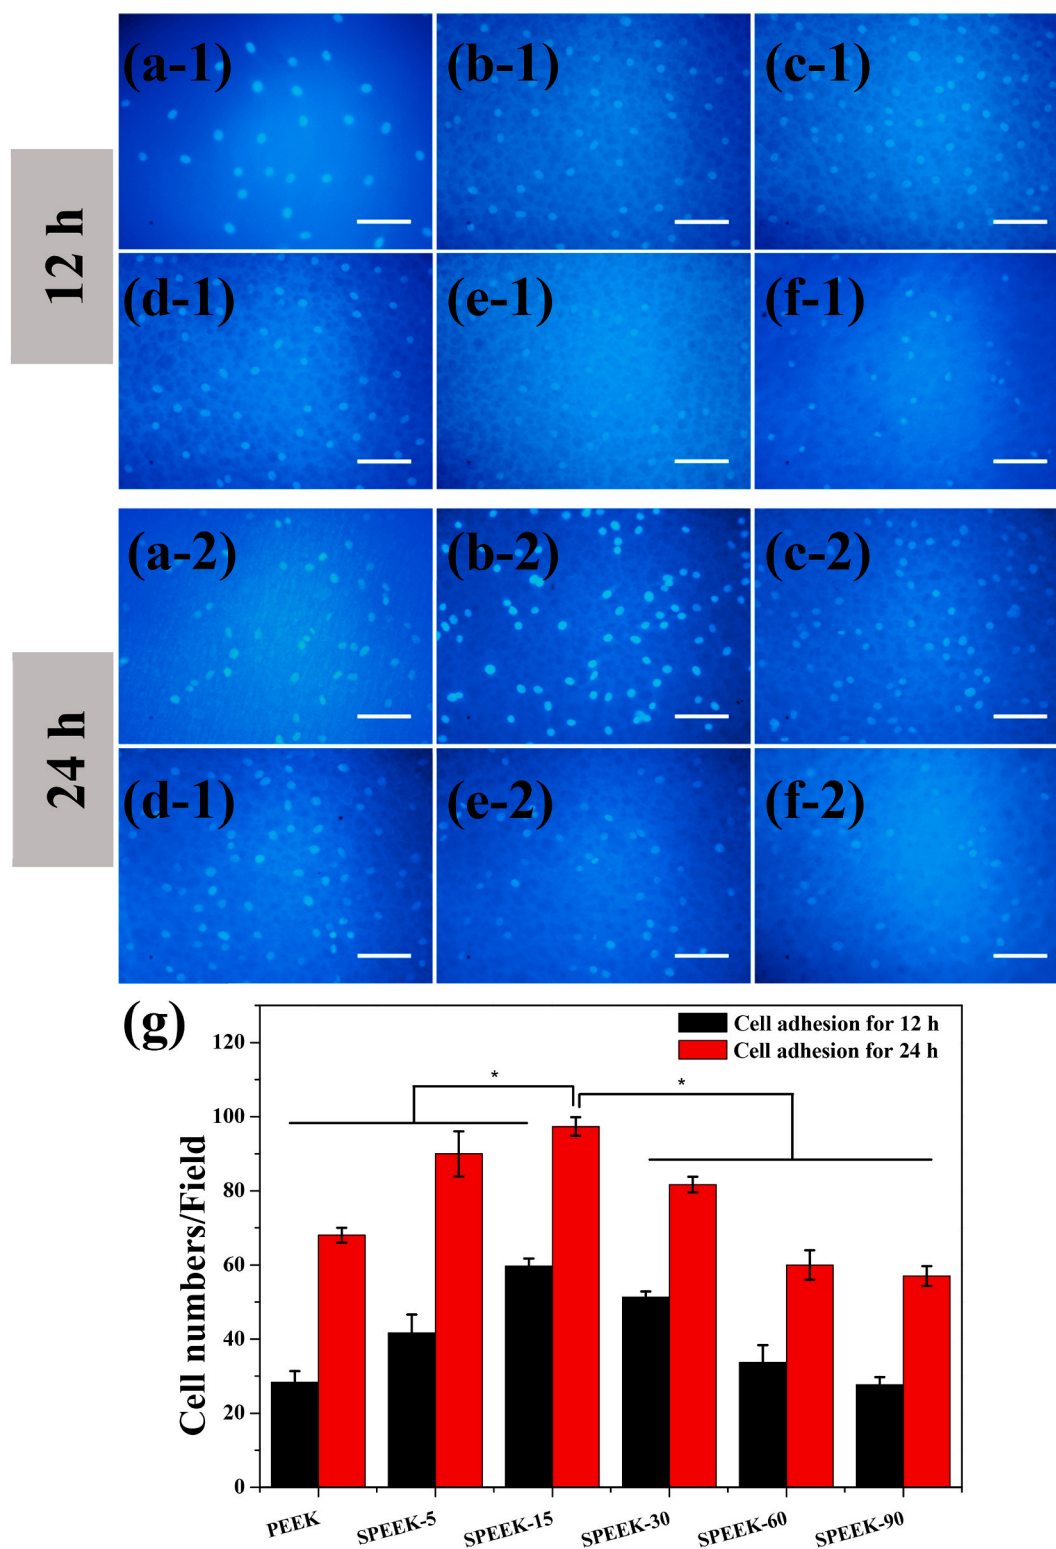 (a-1) (b-1) (c-1)
12 h
(d-1) (e-1) (f-1)
(a-2) (b-2) (c-2)
24 h
(d-1) (e-2) (f-2)
(g)
Cell adhesion for 12 h
Cell adhesion for 24 h
* *
120
100
80
60
40
20
0
Cell numbers/Field
PEEK SPEEK-5 SPEEK-15 SPEEK-30 SPEEK-60 SPEEK-90